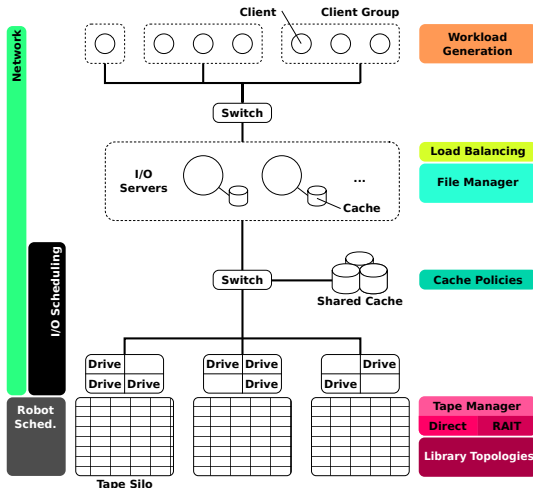 Client
Client Group
Workload
Generation
Network
Switch
Load Balancing
I/O
Servers
...
File Manager
Cache
I/O Scheduling
Switch
Shared Cache
Cache Policies
Drive
Drive Drive
Drive
Drive Drive
Drive
Drive
Robot
Sched.
Tape Manager
Direct RAIT
Library Topologies
Tape Silo